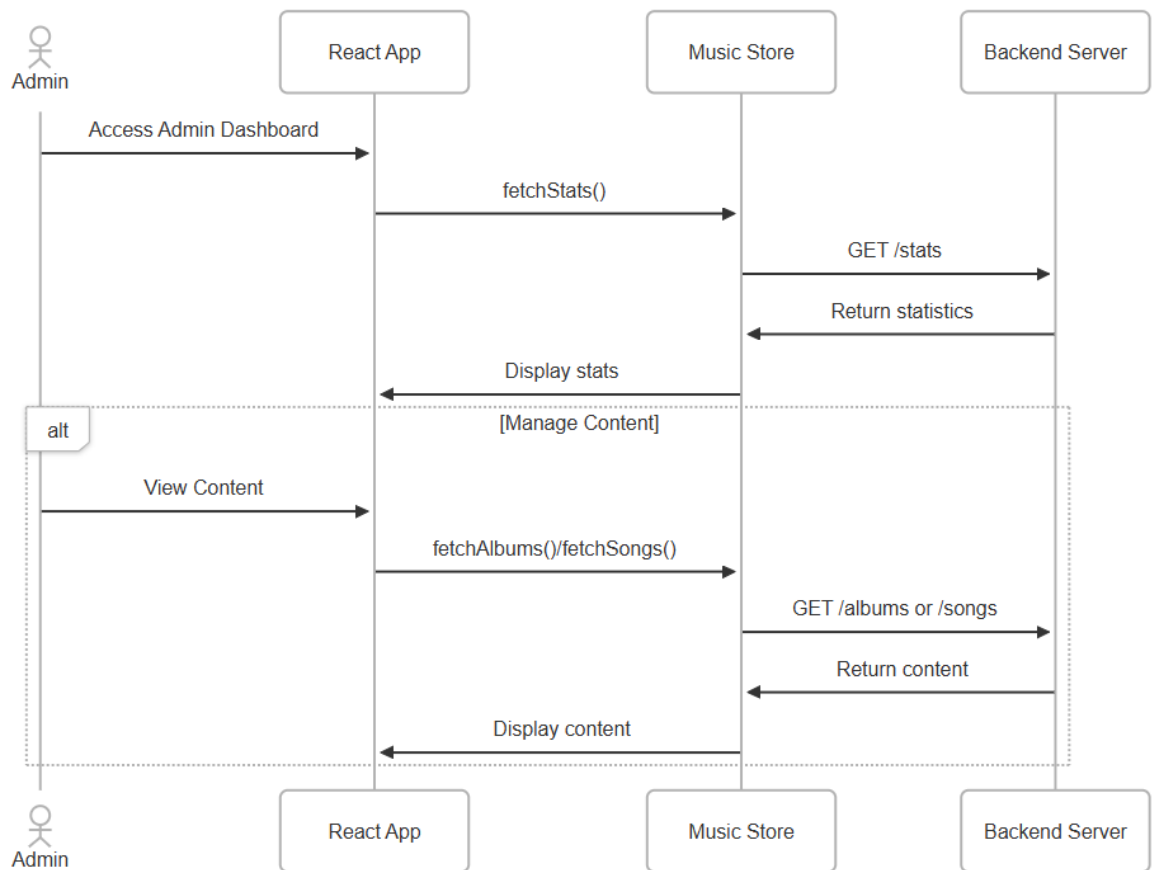 React App
Music Store
Backend Server
Admin
Access Admin Dashboard
fetchStats()
GET /stats
Return statistics
Display stats
alt
[Manage Content]
View Content
fetchAlbums()/fetchSongs()
GET /albums or /songs
Return content
Display content
React App
Music Store
Backend Server
Admin